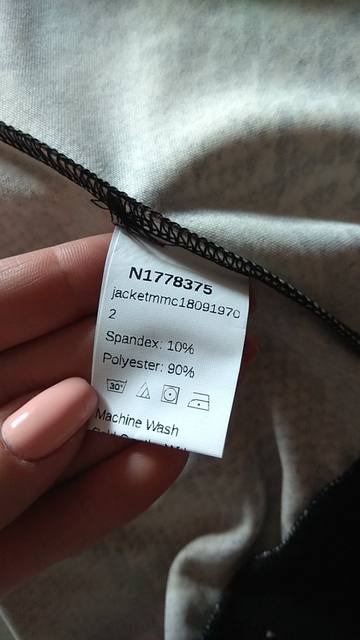 N1778375
jacketmmc18091970
2
Spandex: 10%
Polyester: 90%
30°
Machine Wash